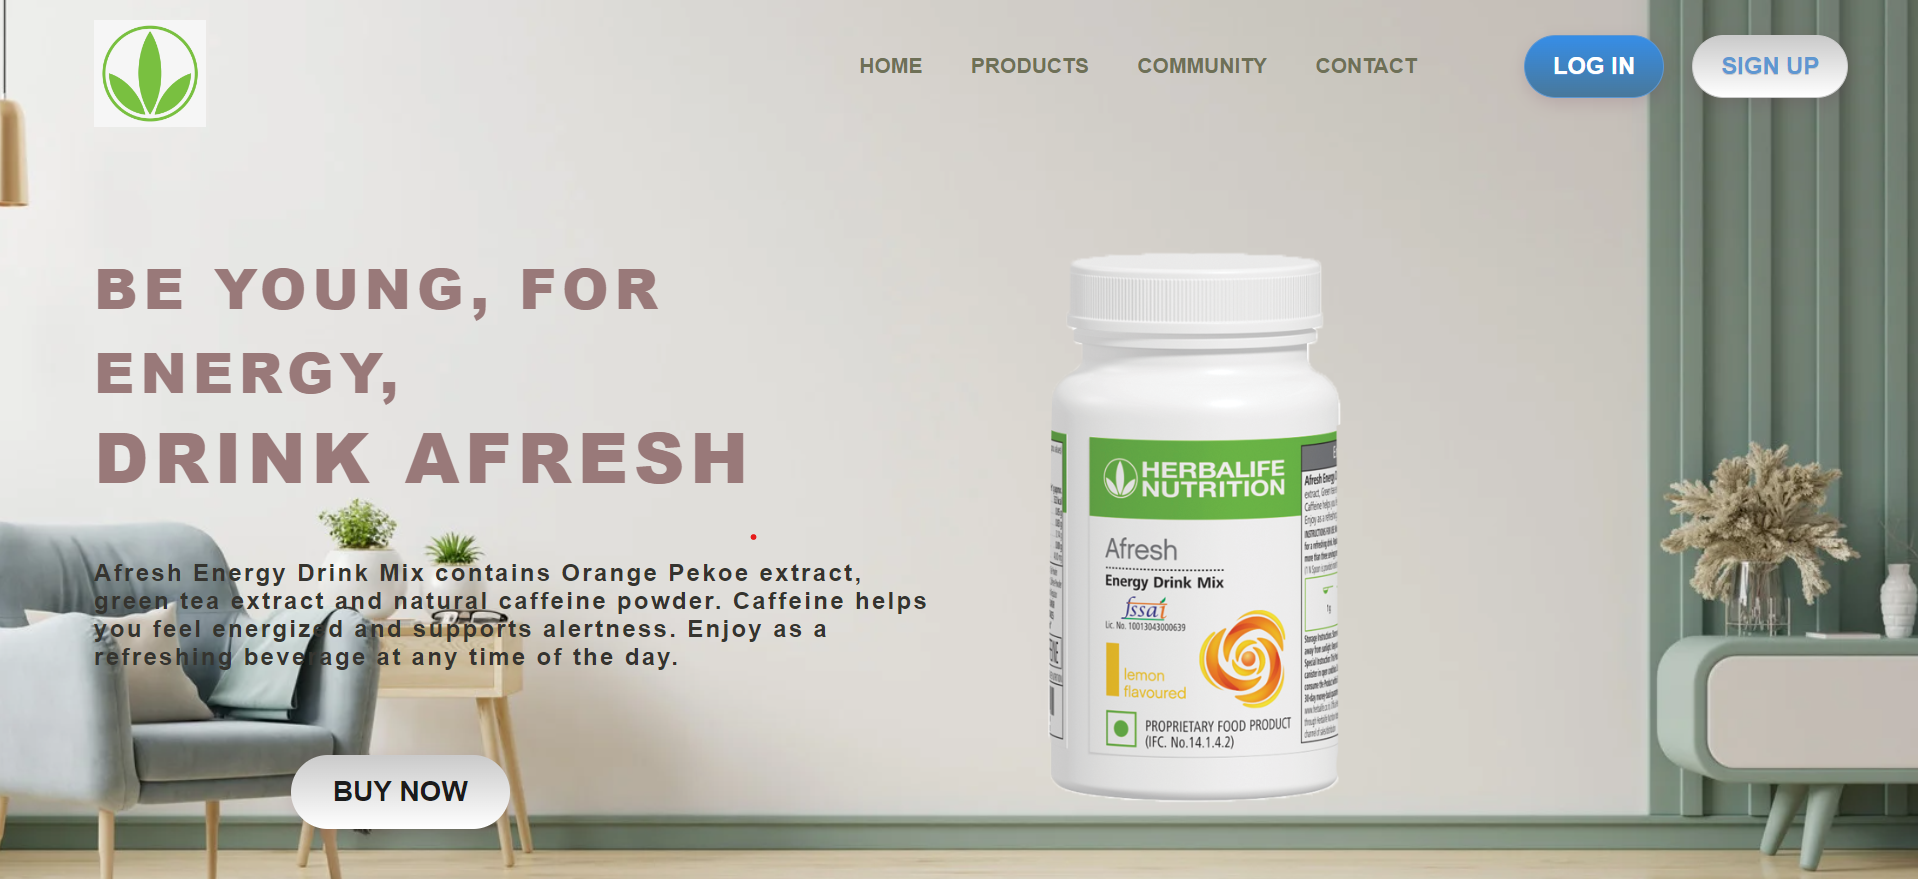 HOME PRODUCTS COMMUNITY CONTACT LOG IN SIGN UP
BE YOUNG, FOR
ENERGY,
DRINK AFRESH
Afresh Energy Drink Mix contains Orange Pekoe extract,
green tea extract and natural caffeine powder. Caffeine helps
you feel energized and supports alertness. Enjoy as a
refreshing beverage at any time of the day.
BUY NOW
HERBALIFE
NUTRITION
Afresh
Energy Drink Mix
fssai
Lic. No. 10013043000639
lemon
flavoured
PROPRIETARY FOOD PRODUCT
(IFC. No.14.1.4.2)